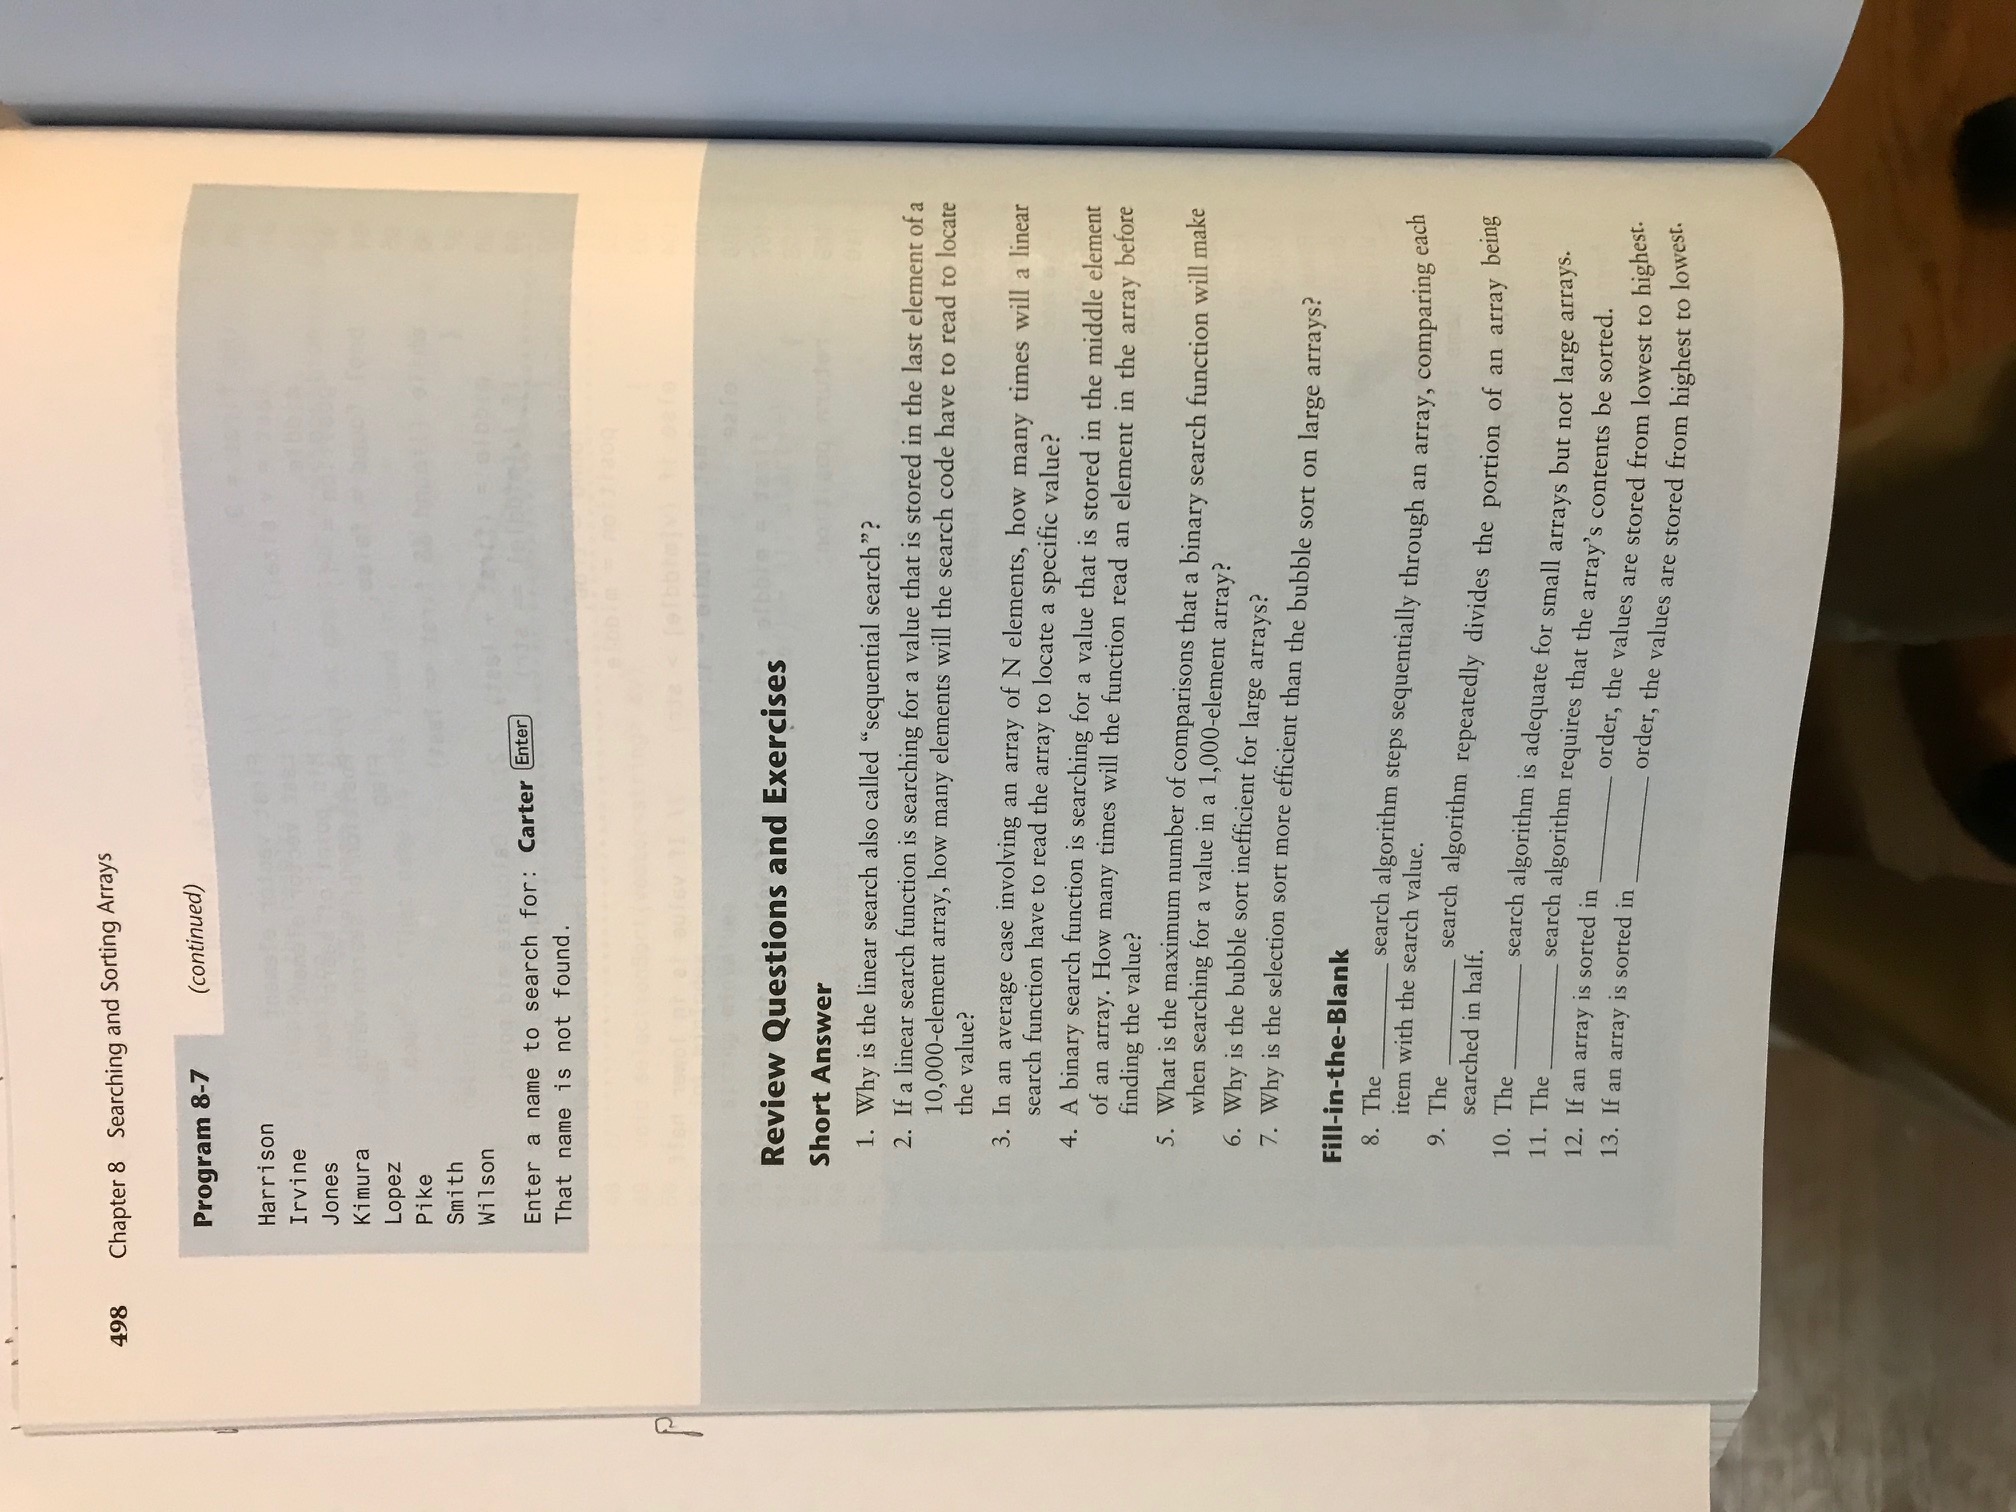 498 Chapter 8 Searching and Sorting Arrays
Program 8-7 (continued)
Harrison
Irvine
Jones
Kimura
Lopez
Pike
Smith
Wilson
Enter a name to search for: Carter Enter
That name is not found.
P
Review Questions and Exercises
Short Answer
1. Why is the linear search also called “sequential search”?
2. If a linear search function is searching for a value that is stored in the last element of a
10,000-element array, how many elements will the search code have to read to locate
the value?
3. In an average case involving an array of N elements, how many times will a linear
search function have to read the array to locate a specific value?
4. A binary search function is searching for a value that is stored in the middle element
of an array. How many times will the function read an element in the array before
finding the value?
5. What is the maximum number of comparisons that a binary search function will make
when searching for a value in a 1,000-element array?
6. Why is the bubble sort inefficient for large arrays?
7. Why is the selection sort more efficient than the bubble sort on large arrays?
Fill-in-the-Blank
8. The ________ search algorithm steps sequentially through an array, comparing each
item with the search value.
9. The ________ search algorithm repeatedly divides the portion of an array being
searched in half.
10. The ________ search algorithm is adequate for small arrays but not large arrays.
11. The ________ search algorithm requires that the array’s contents be sorted.
12. If an array is sorted in ________ order, the values are stored from lowest to highest.
13. If an array is sorted in ________ order, the values are stored from highest to lowest.